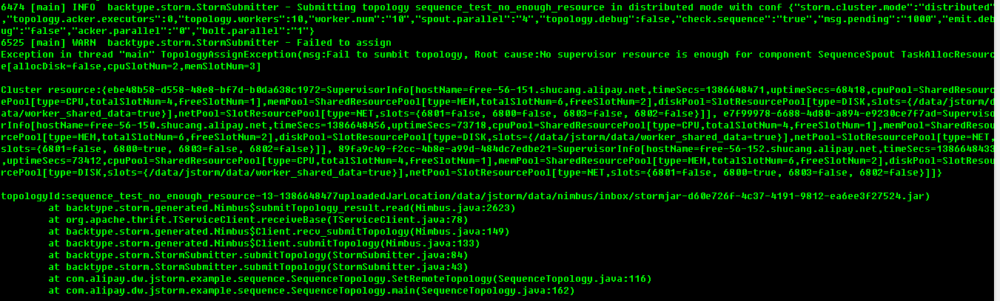 6474 [main] INFO  backtype.storm.StormSubmitter - Submitting topology sequence_test_no_enough_resource in distributed mode with conf {"storm.cluster.mode":"distributed"
,"topology.acker.executors":0,"topology.workers":10,"worker.num":"10","spout.parallel":"4","topology.debug":false,"check.sequence":"true","msg.pending":"1000","emit.deb
ug":"false","acker.parallel":"0","bolt.parallel":"1"}
6525 [main] WARN  backtype.storm.StormSubmitter - Failed to assign
Exception in thread "main" TopologyAssignException(msg:Fail to sumbit topology, Root cause:No supervisor resource is enough for component SequenceSpout TaskAllocResourc
e[allocDisk=false,cpuSlotNum=2,memSlotNum=3]
Cluster resource:{ebe48b58-d558-48e8-bf7d-b0da638c1972=SupervisorInfo[hostName=free-56-151.shucang.alipay.net,timeSecs=1386648471,uptimeSecs=68418,cpuPool=SharedResourc
ePool[type=CPU,totalSlotNum=4,freeSlotNum=1],memPool=SharedResourcePool[type=MEM,totalSlotNum=6,freeSlotNum=2],diskPool=SlotResourcePool[type=DISK,slots={/data/jstorm/d
ata/worker_shared_data=true}],netPool=SlotResourcePool[type=NET,slots={6801=false, 6800=false, 6803=false, 6802=false}]], e7f99978-6688-4d80-a894-e9230ce7f7ad=Superviso
rInfo[hostName=free-56-150.shucang.alipay.net,timeSecs=1386648456,uptimeSecs=73718,cpuPool=SharedResourcePool[type=CPU,totalSlotNum=4,freeSlotNum=1],memPool=SharedResou
rcePool[type=MEM,totalSlotNum=6,freeSlotNum=2],diskPool=SlotResourcePool[type=DISK,slots={/data/jstorm/data/worker_shared_data=true}],netPool=SlotResourcePool[type=NET,
slots={6801=false, 6800=true, 6803=false, 6802=false}]], 89fa9c49-f2cc-4b8e-a99d-484dc7edbe21=SupervisorInfo[hostName=free-56-152.shucang.alipay.net,timeSecs=1386648433
,uptimeSecs=73412,cpuPool=SharedResourcePool[type=CPU,totalSlotNum=4,freeSlotNum=1],memPool=SharedResourcePool[type=MEM,totalSlotNum=6,freeSlotNum=2],diskPool=SlotResou
rcePool[type=DISK,slots={/data/jstorm/data/worker_shared_data=true}],netPool=SlotResourcePool[type=NET,slots={6801=false, 6800=true, 6803=false, 6802=false}]]}
topologyId:sequence_test_no_enough_resource-13-1386648477uploadedJarLocation/data/jstorm/data/nimbus/inbox/stormjar-d60e726f-4c37-4191-9812-ea6ee3f27524.jar)
at backtype.storm.generated.Nimbus$submitTopology_result.read(Nimbus.java:2623)
at org.apache.thrift.TServiceClient.receiveBase(TServiceClient.java:78)
at backtype.storm.generated.Nimbus$Client.recv_submitTopology(Nimbus.java:149)
at backtype.storm.generated.Nimbus$Client.submitTopology(Nimbus.java:133)
at backtype.storm.StormSubmitter.submitTopology(StormSubmitter.java:84)
at backtype.storm.StormSubmitter.submitTopology(StormSubmitter.java:43)
at com.alipay.dw.jstorm.example.sequence.SequenceTopology.SetRemoteTopology(SequenceTopology.java:116)
at com.alipay.dw.jstorm.example.sequence.SequenceTopology.main(SequenceTopology.java:162)